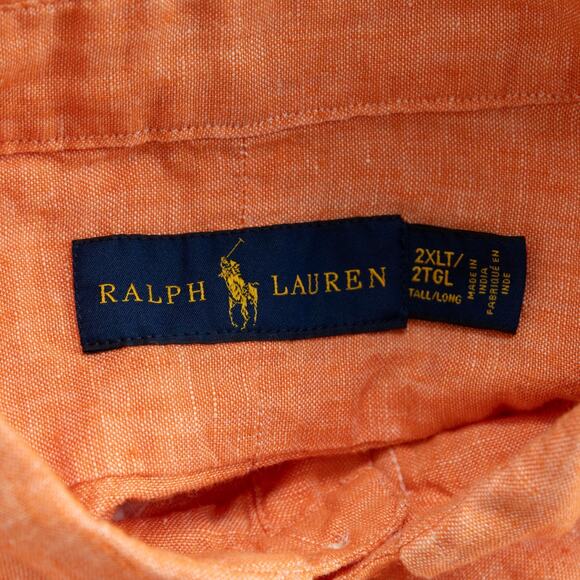 RALPH LAUREN
2XLT/
2TGL
TALL/LONG
MADE IN
INDIA
FABRIQUÉ EN
INDE